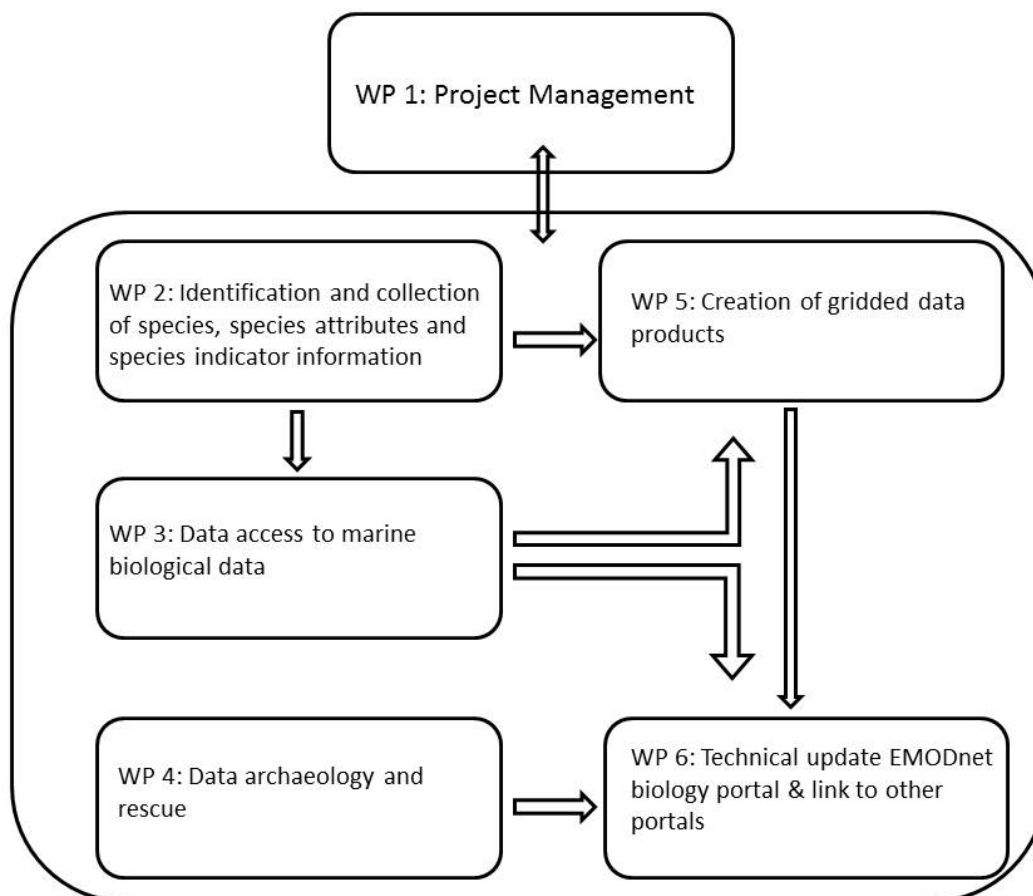 WP 1: Project Management
WP 2: Identification and collection
of species, species attributes and
species indicator information
WP 5: Creation of gridded data
products
WP 3: Data access to marine
biological data
WP 4: Data archaeology and
rescue
WP 6: Technical update EMODnet
biology portal & link to other
portals